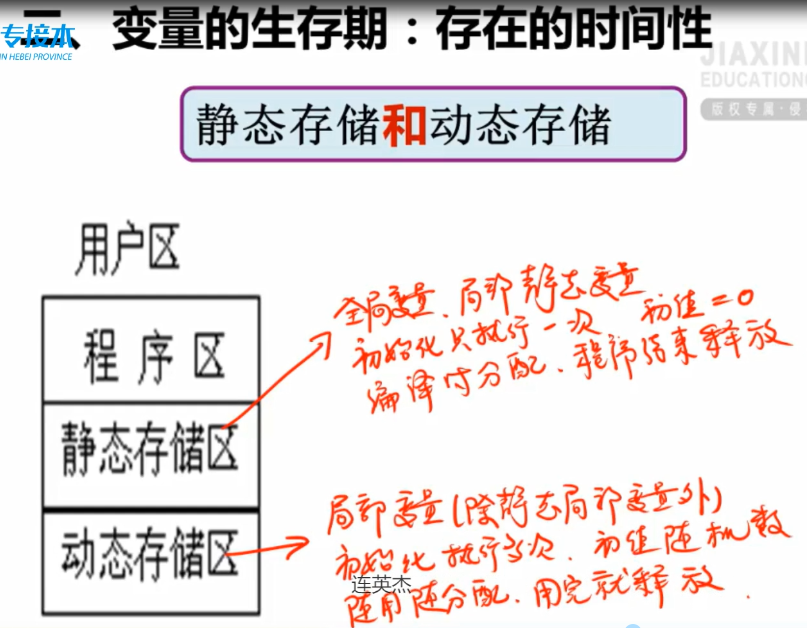 二、变量的生存期：存在的时间性
专接本
IN HEBEI PROVINCE
JIAXIN
EDUCATION
版权专属·侵
静态存储和动态存储
用户区
程序区
静态存储区
动态存储区
全局变量、局部静态变量
初始化只执行一次 初值=0
编译时分配、程序结束释放
局部变量(除静态局部变量外)
初始化执行多次、初值随机数
随用随分配、用完就释放.
连英杰